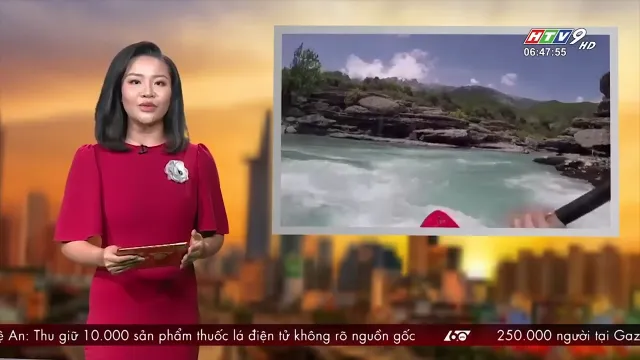 HTV9 HD
06:47:55
ệ An: Thu giữ 10.000 sản phẩm thuốc lá điện tử không rõ nguồn gốc 60 250.000 người tại Gaz